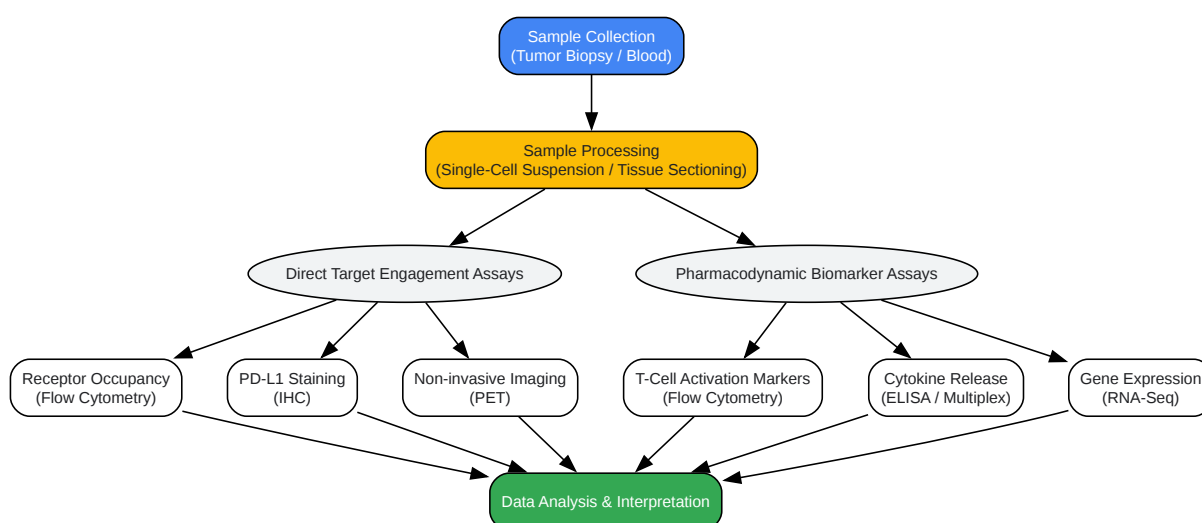 Sample Collection
(Tumor Biopsy / Blood)
Sample Processing
(Single-Cell Suspension / Tissue Sectioning)
Direct Target Engagement Assays
Pharmacodynamic Biomarker Assays
Receptor Occupancy
(Flow Cytometry)
PD-L1 Staining
(IHC)
Non-invasive Imaging
(PET)
T-Cell Activation Markers
(Flow Cytometry)
Cytokine Release
(ELISA / Multiplex)
Gene Expression
(RNA-Seq)
Data Analysis & Interpretation